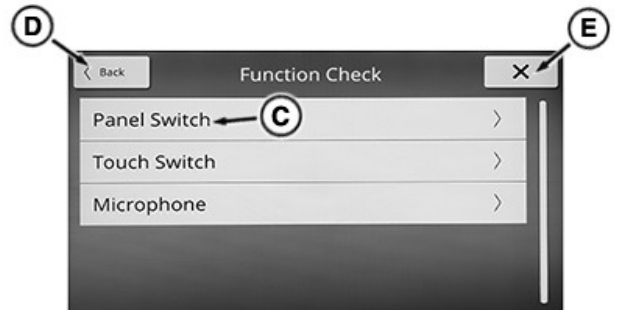 D
E
Back
Function Check
Panel Switch
C
Touch Switch
Microphone